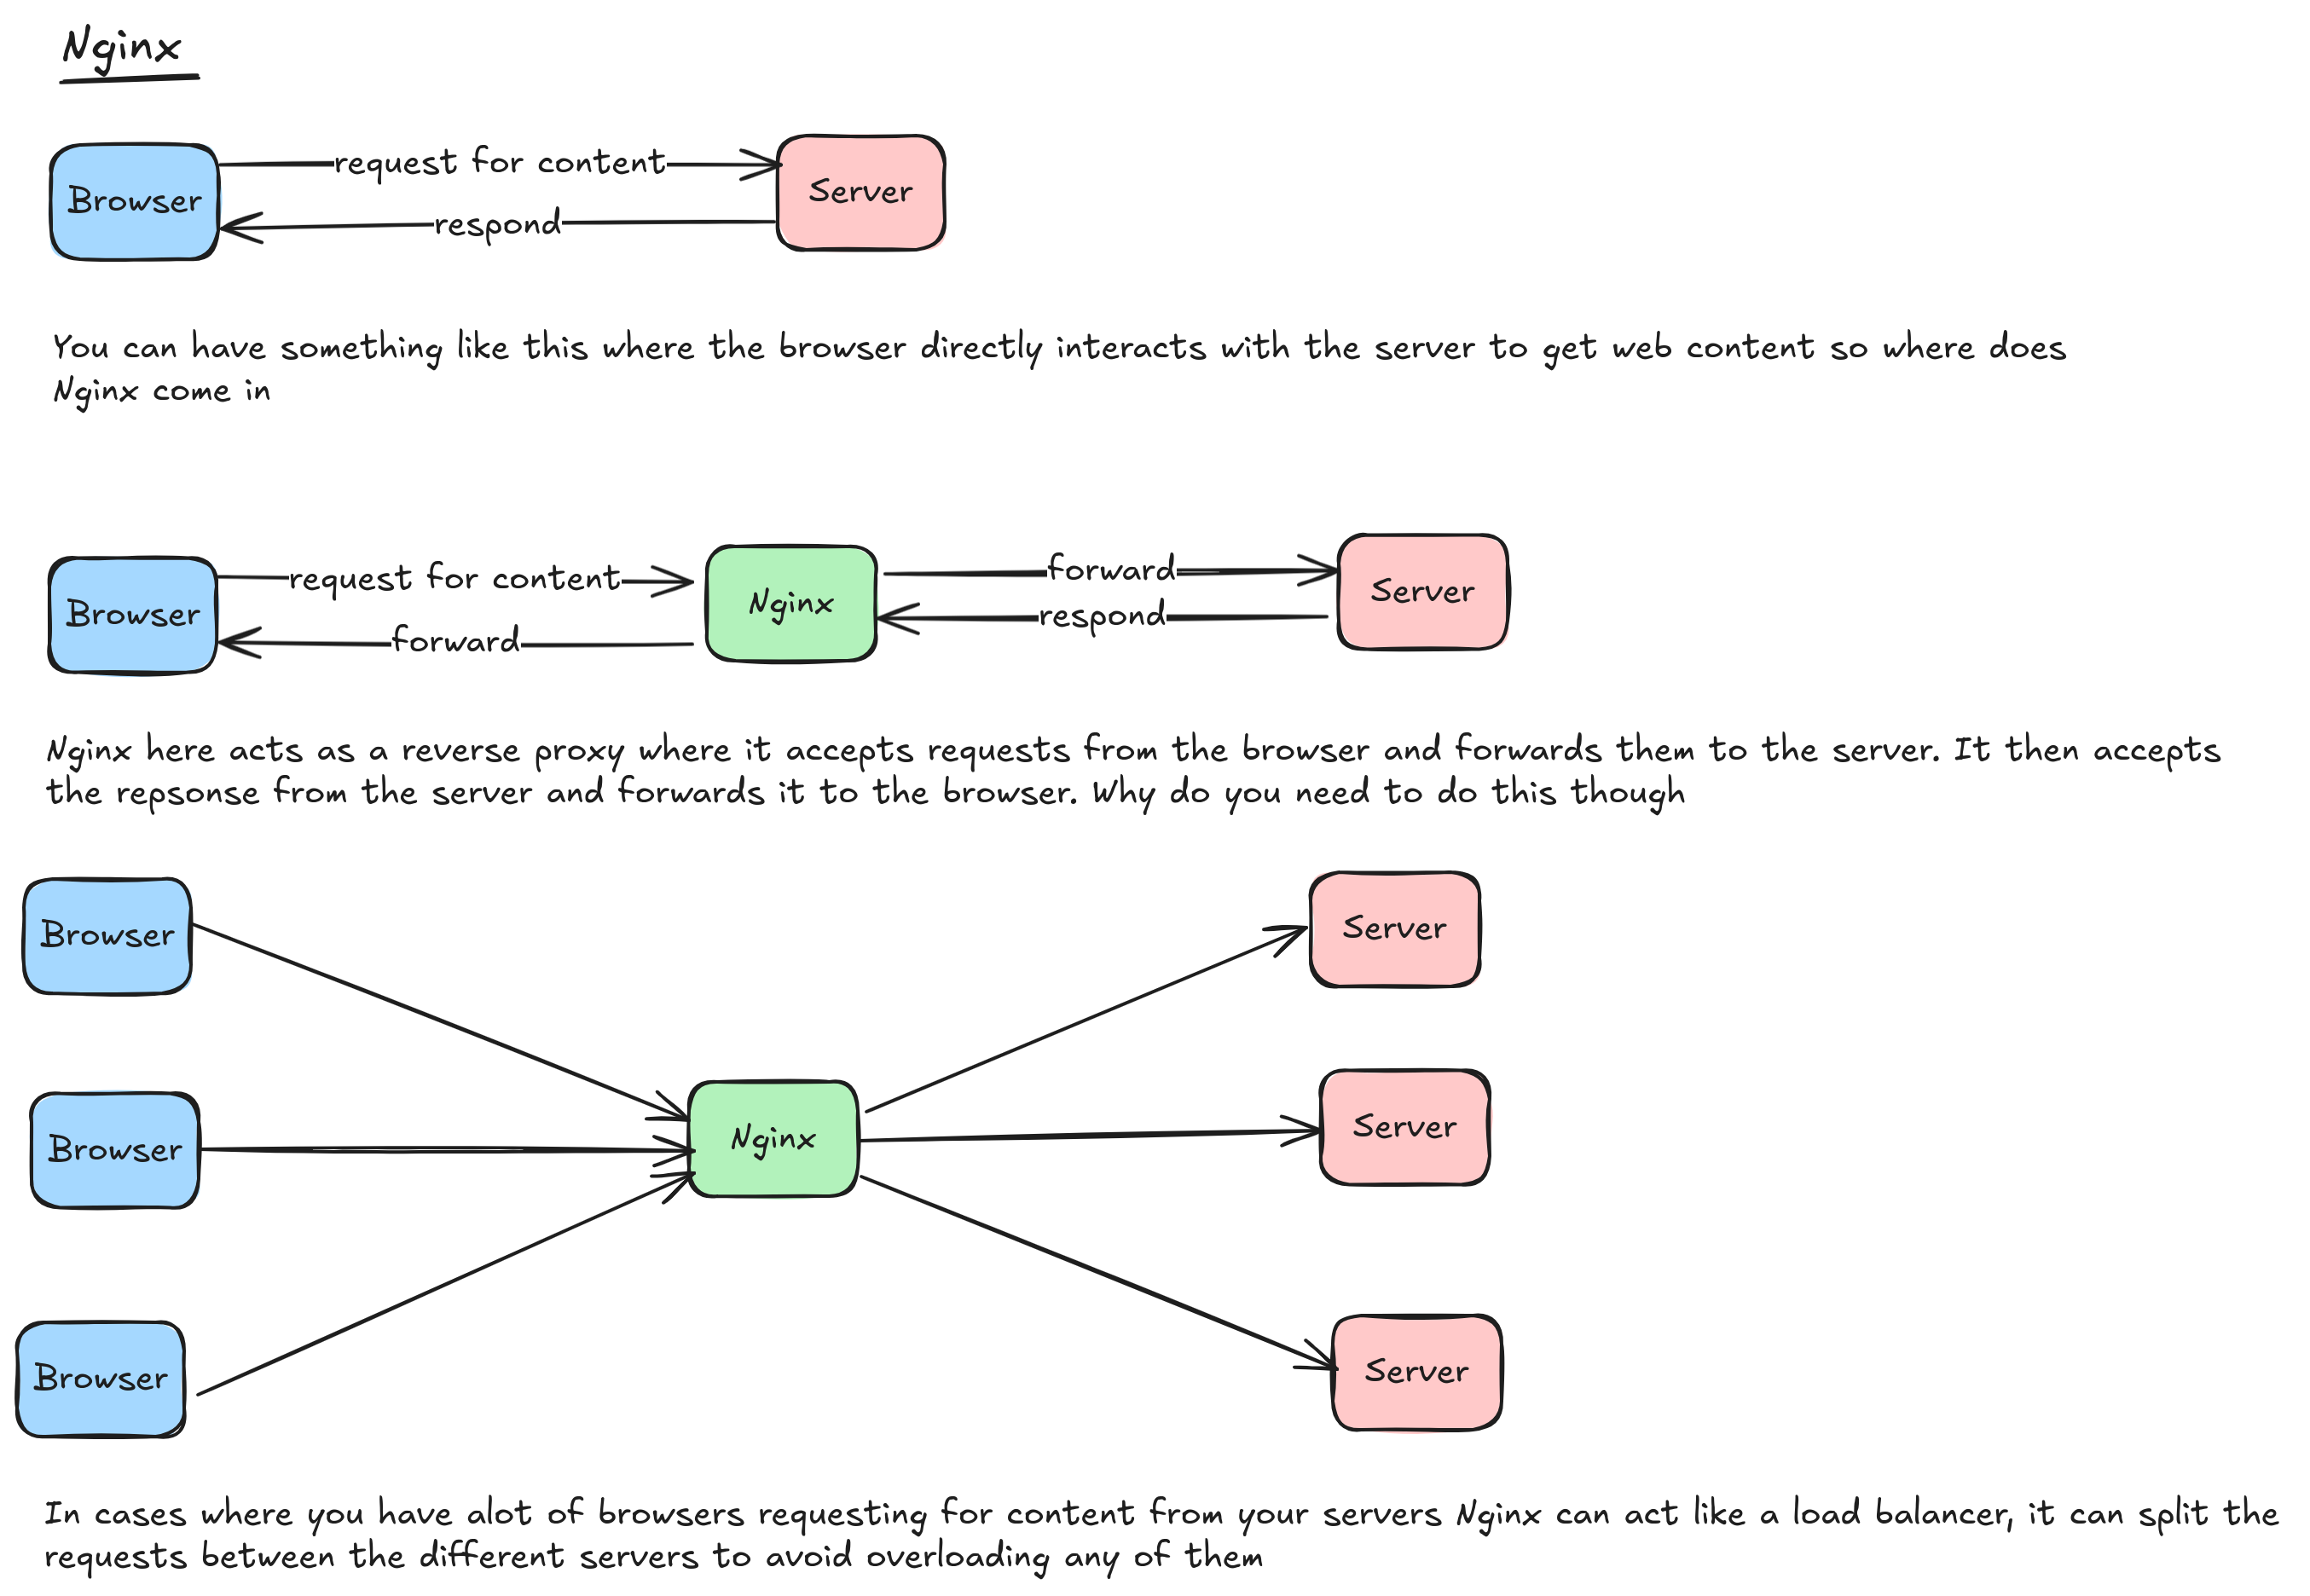 Nginx
Browser
request for content
Server
respond
You can have something like this where the browser directly interacts with the server to get web content so where does
Nginx come in
Browser
request for content
forward
Nginx
forward
respond
Server
Nginx here acts as a reverse proxy where it accepts requests from the browser and forwards them to the server. It then accepts
the repsonse from the server and forwards it to the browser. Why do you need to do this though
Browser
Server
Browser
Nginx
Server
Browser
Server
In cases where you have alot of browsers requesting for content from your servers Nginx can act like a load balancer, it can split the
requests between the different servers to avoid overloading any of them